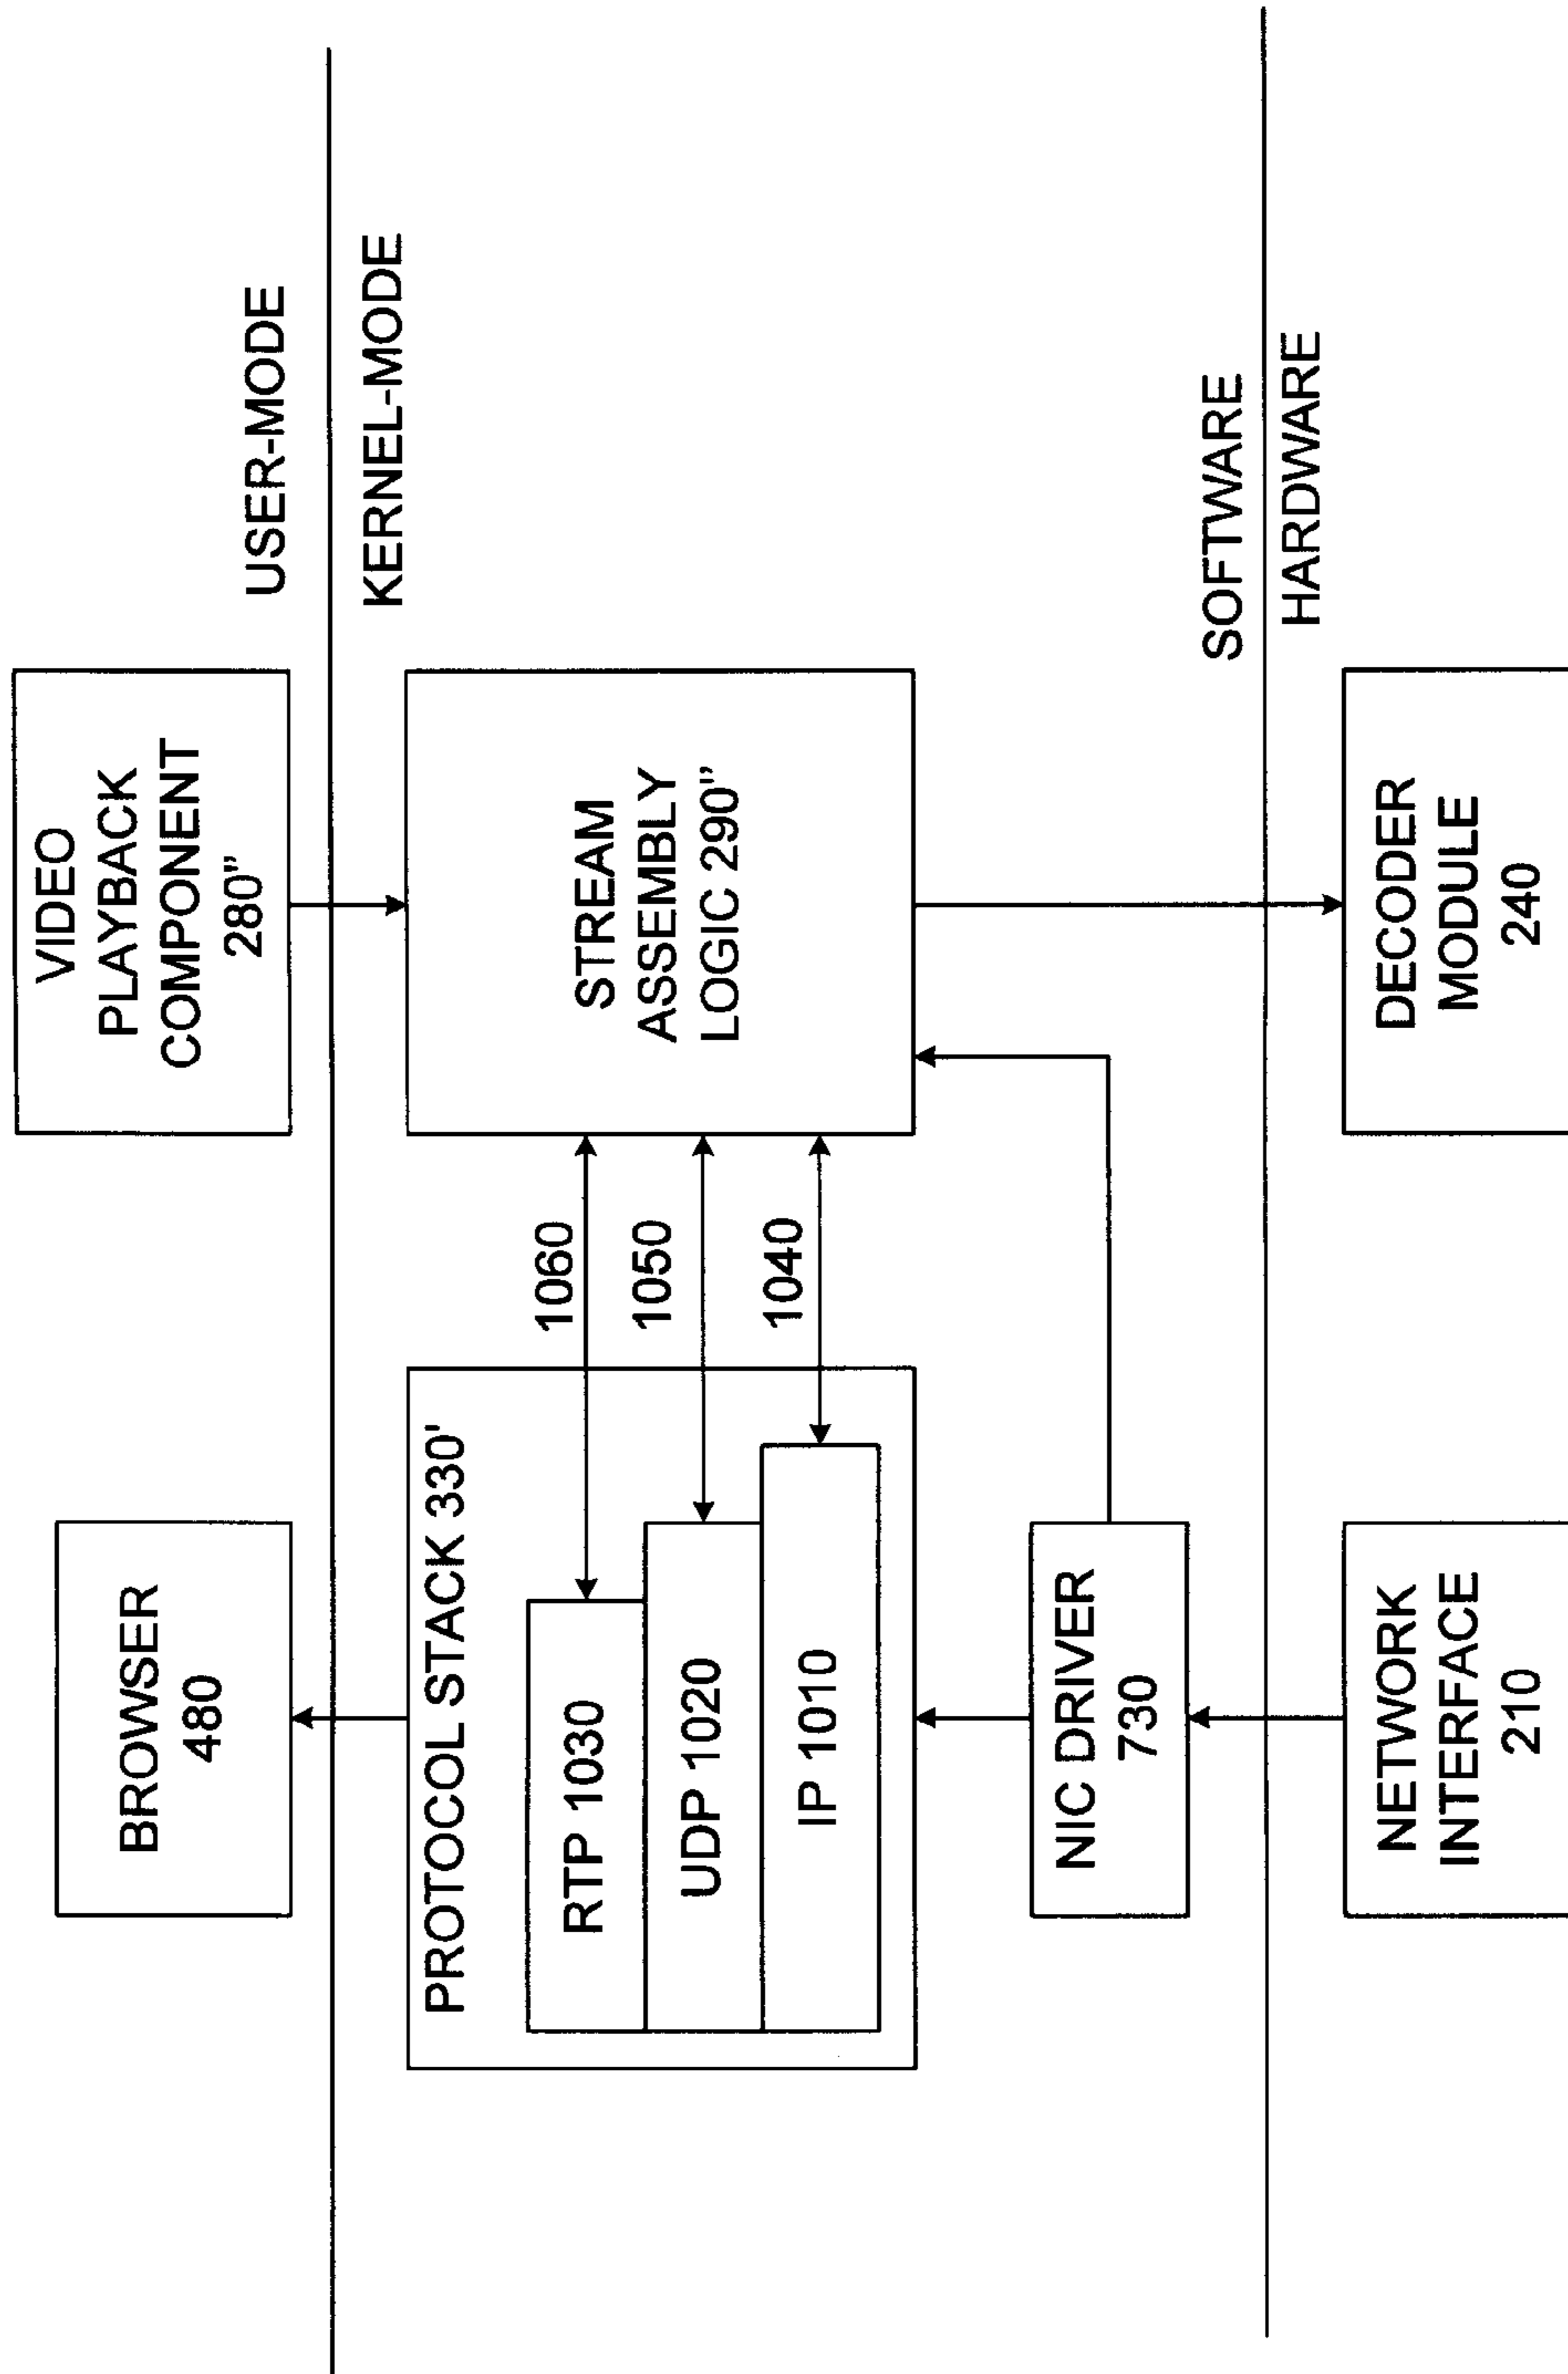 BROWSER
480
VIDEO
PLAYBACK
COMPONENT
280"
USER-MODE
KERNEL-MODE
PROTOCOL STACK 330'
RTP 1030
UDP 1020
IP 1010
1060
1050
1040
STREAM
ASSEMBLY
LOGIC 290"
NIC DRIVER
730
SOFTWARE
HARDWARE
NETWORK
INTERFACE
210
DECODER
MODULE
240